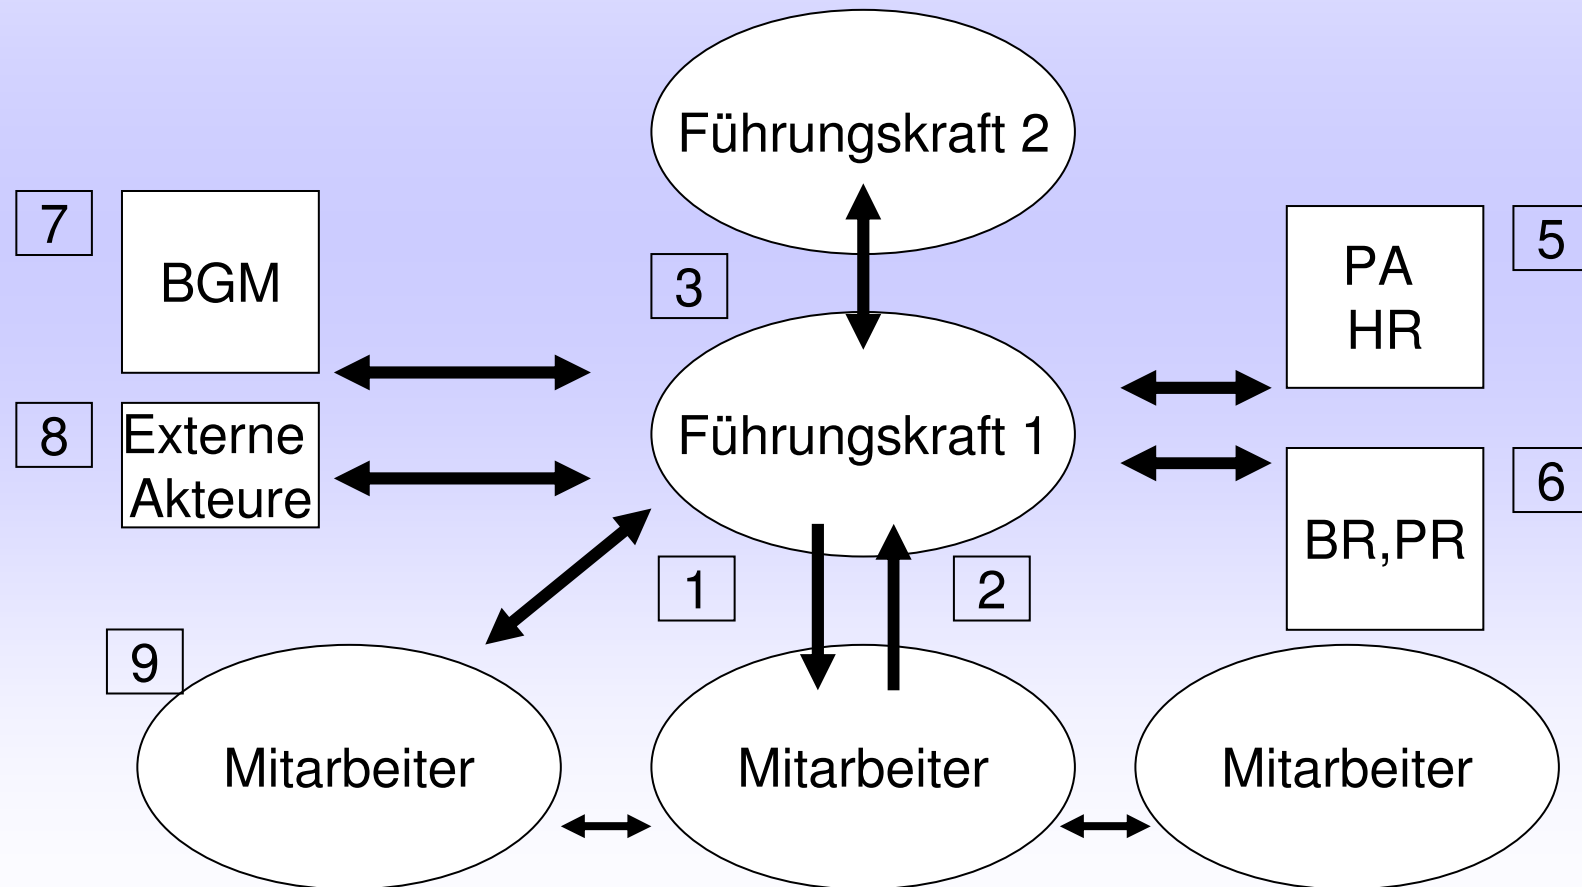 Führungskraft 2
7
BGM
3
PA
HR
5
8
Externe
Akteure
Führungskraft 1
BR,PR
6
1
2
9
Mitarbeiter
Mitarbeiter
Mitarbeiter